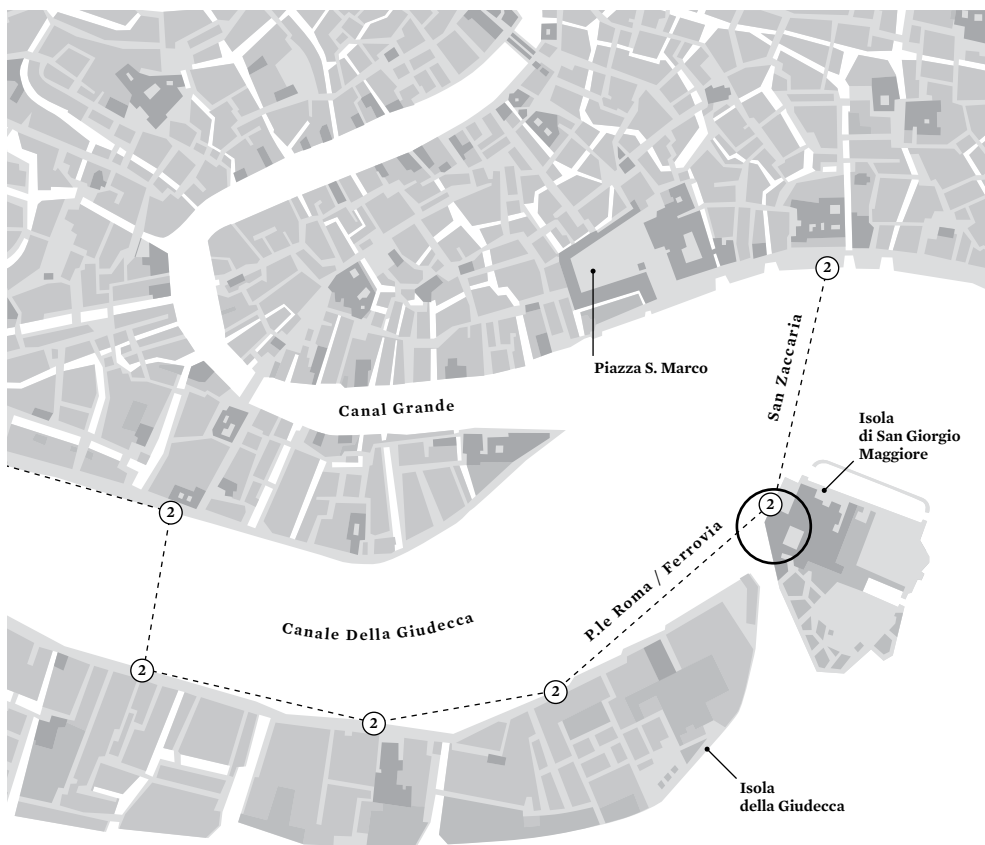 2
San Zaccaria
Piazza S. Marco
Canal Grande
Isola
di San Giorgio
Maggiore
2
2
P.le Roma / Ferrovia
Canale Della Giudecca
2
2
2
Isola
della Giudecca